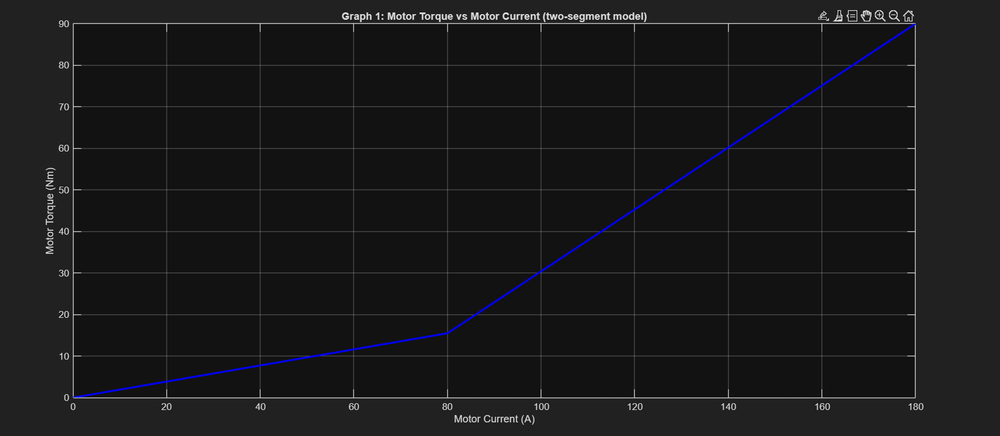 Graph 1: Motor Torque vs Motor Current (two-segment model)
90
80
70
60
50
40
30
20
10
0
Motor Torque (Nm)
0 20 40 60 80 100 120 140 160 180
Motor Current (A)